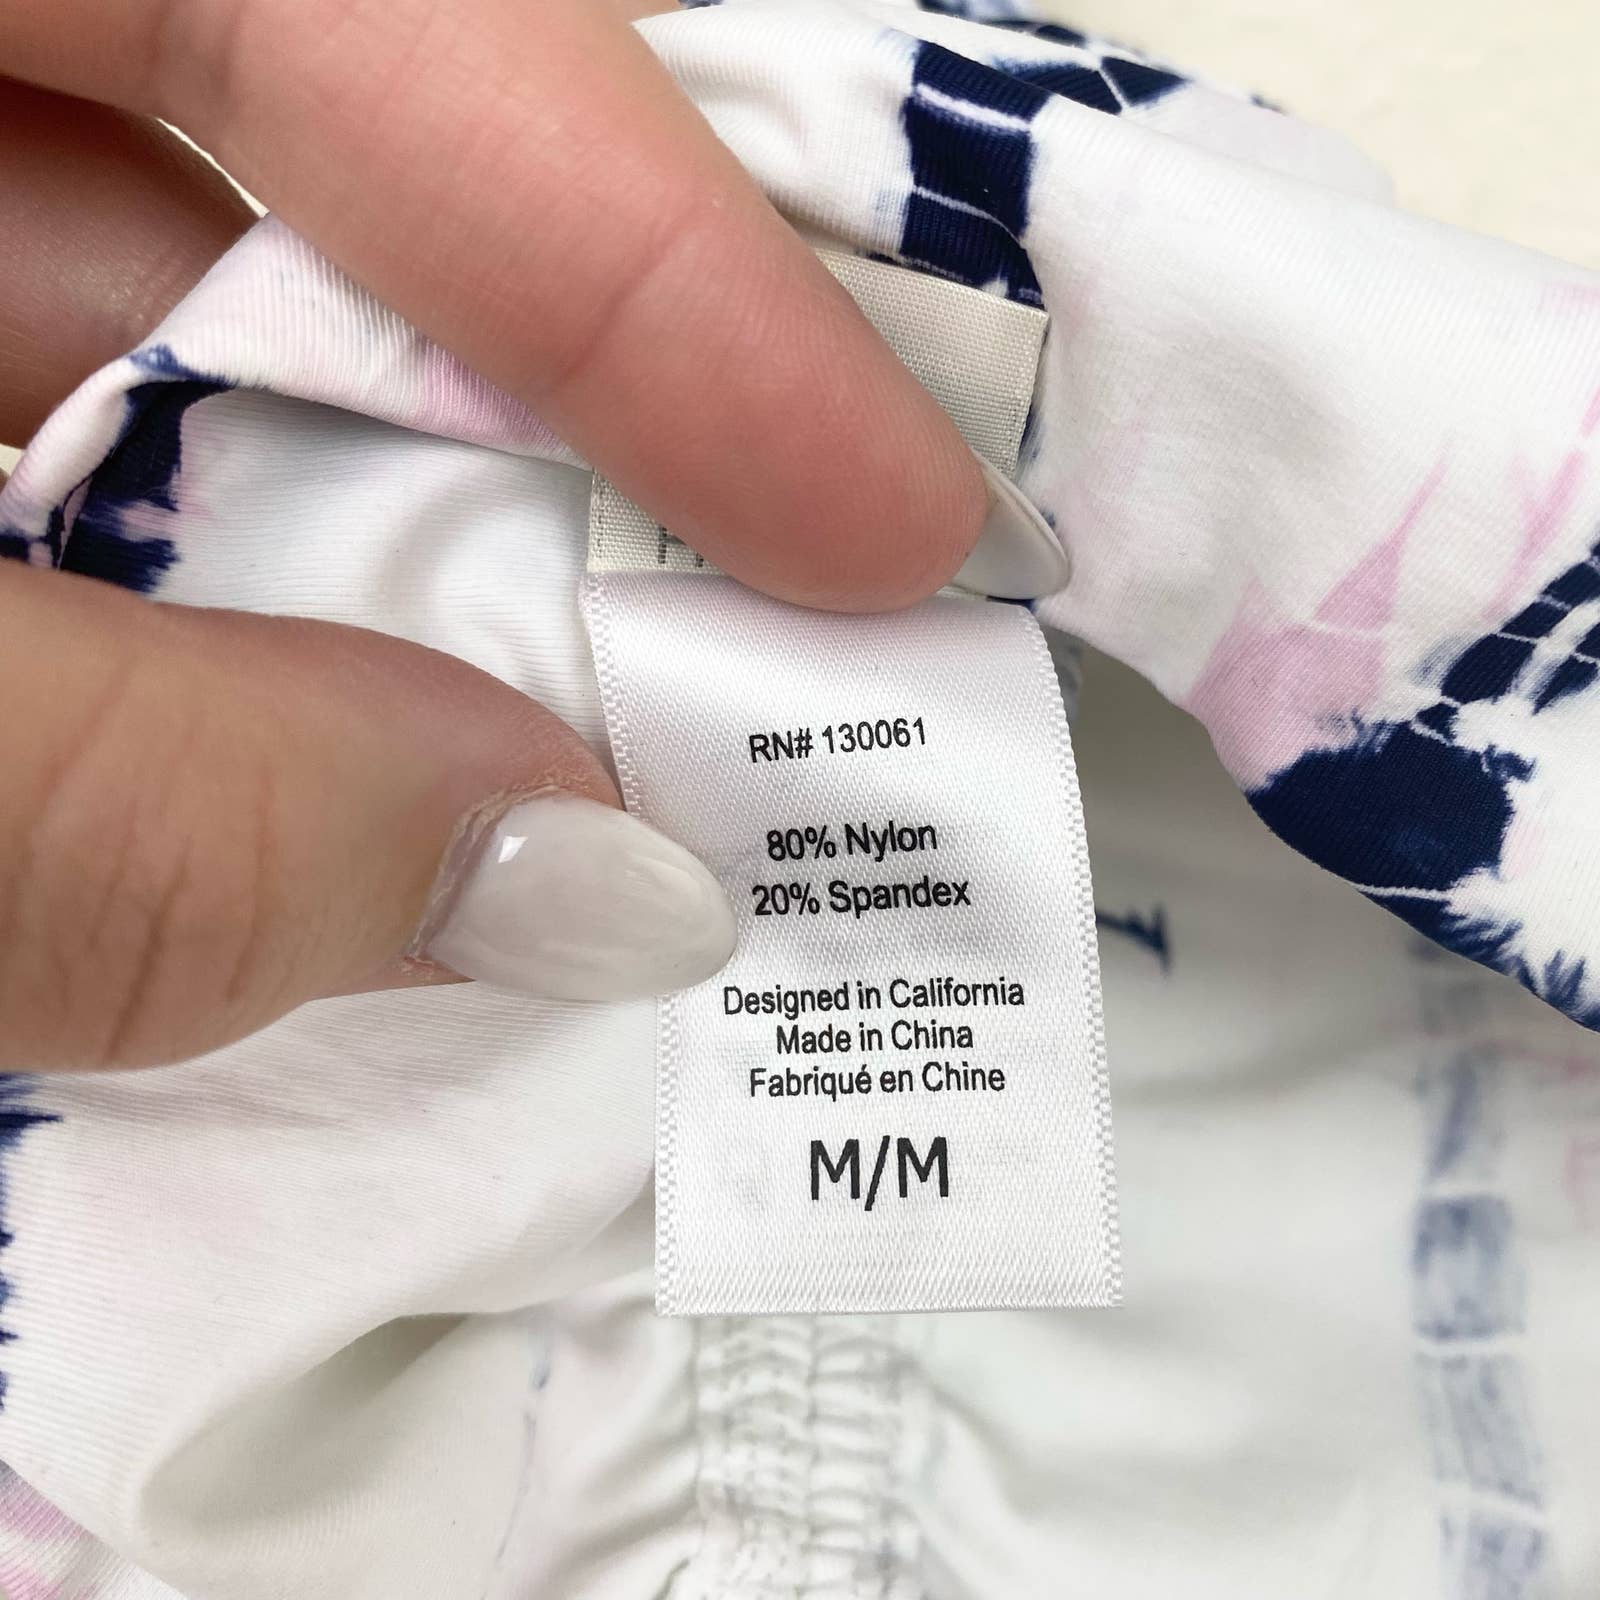 RN# 130061
80% Nylon
20% Spandex
Designed in California
Made in China
Fabriqué en Chine
M/M